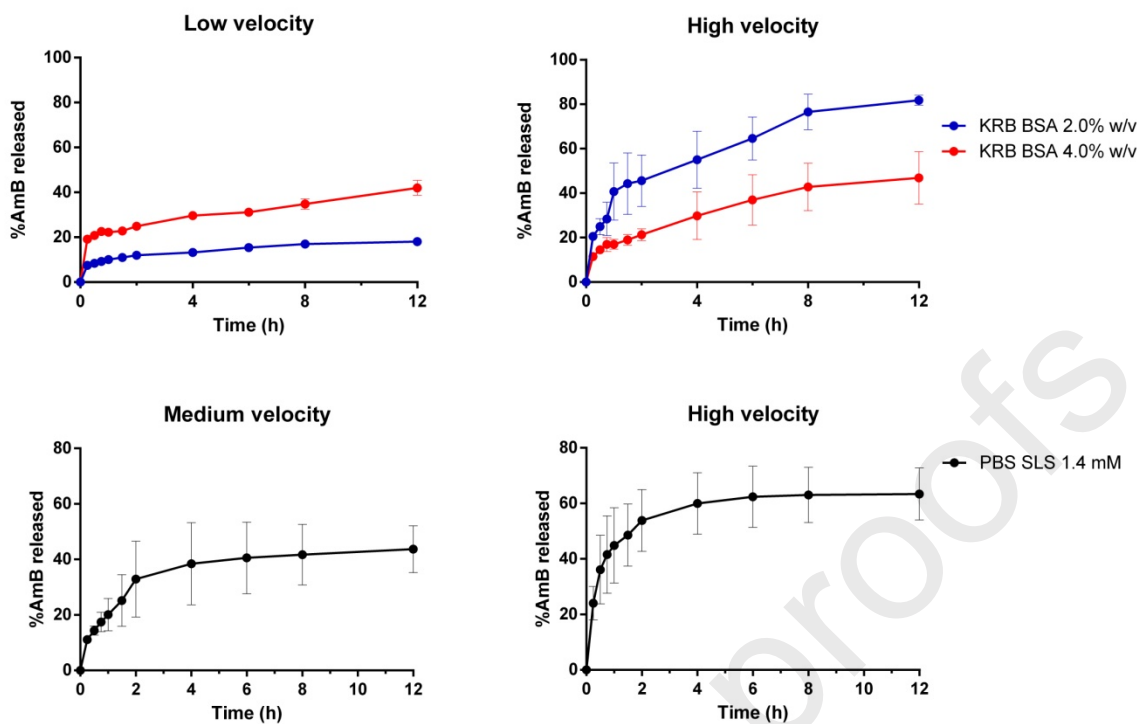 Low velocity
100
80
60
40
20
0
%AmB released
0 4 8 12
Time (h)
High velocity
100
80
60
40
20
0
%AmB released
0 2 4 6 8 10 12
Time (h)
KRB BSA 2.0% w/v
KRB BSA 4.0% w/v
Medium velocity
80
60
40
20
0
%AmB released
0 2 4 6 8 10 12
Time (h)
High velocity
80
60
40
20
0
%AmB released
0 2 4 6 8 10 12
Time (h)
PBS SLS 1.4 mM
proofs